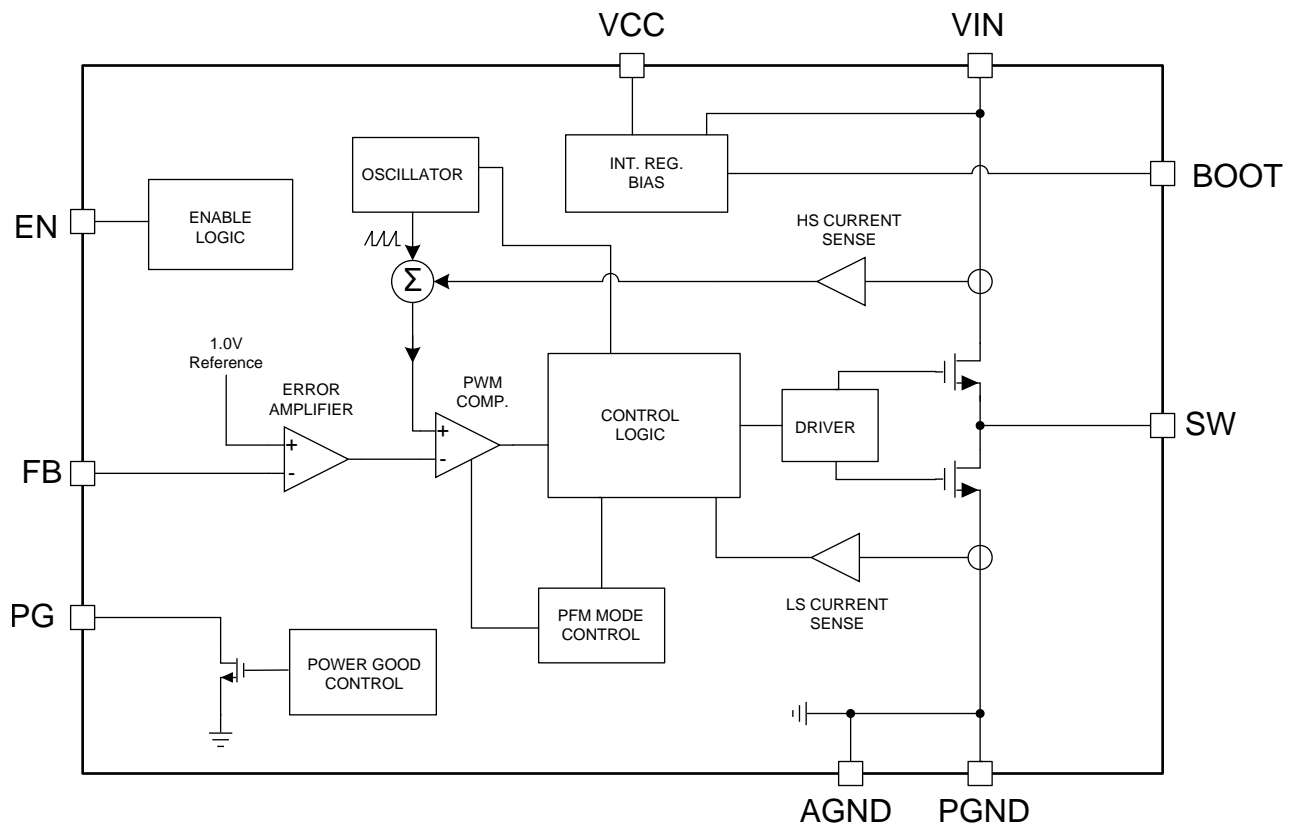 VCC
VIN
OSCILLATOR
INT. REG.
BIAS
BOOT
EN
ENABLE
LOGIC
HS CURRENT
SENSE
Σ
1.0V
Reference
ERROR
AMPLIFIER
PWM
COMP.
+
-
+
-
CONTROL
LOGIC
DRIVER
SW
FB
PG
PFM MODE
CONTROL
LS CURRENT
SENSE
POWER GOOD
CONTROL
AGND
PGND